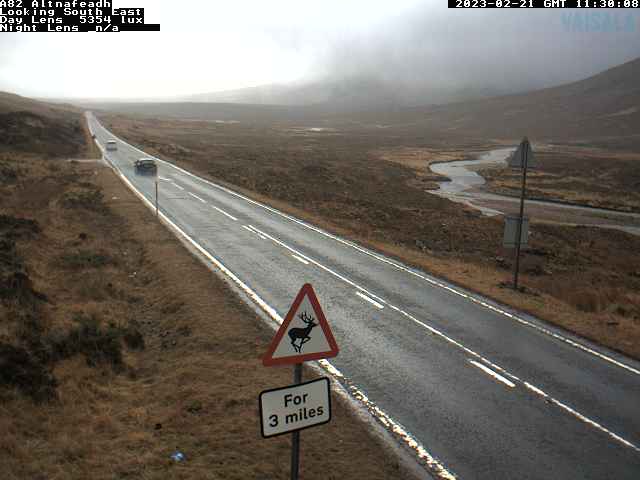 A82 Altnafeadh
Looking South East
Day Lens 5354 lux
Night Lens n/a
2023-02-21 GMT 11:30:08
VAISALA
For
3 miles